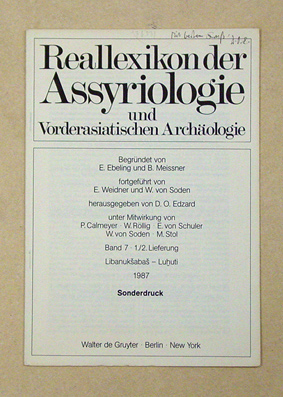 Reallexikon der
Assyriologie
und
Vorderasiatischen Archäologie
Begründet von
E. Ebeling und B. Meissner
fortgeführt von
E. Weidner und W. von Soden
herausgegeben von D. O. Edzard
unter Mitwirkung von
P. Calmeyer · W. Röllig · E. von Schuler
W. von Soden · M. Stol
Band 7 · 1./2. Lieferung
Libanukšabaš – Luḫuti
1987
Sonderdruck
Walter de Gruyter · Berlin · New York